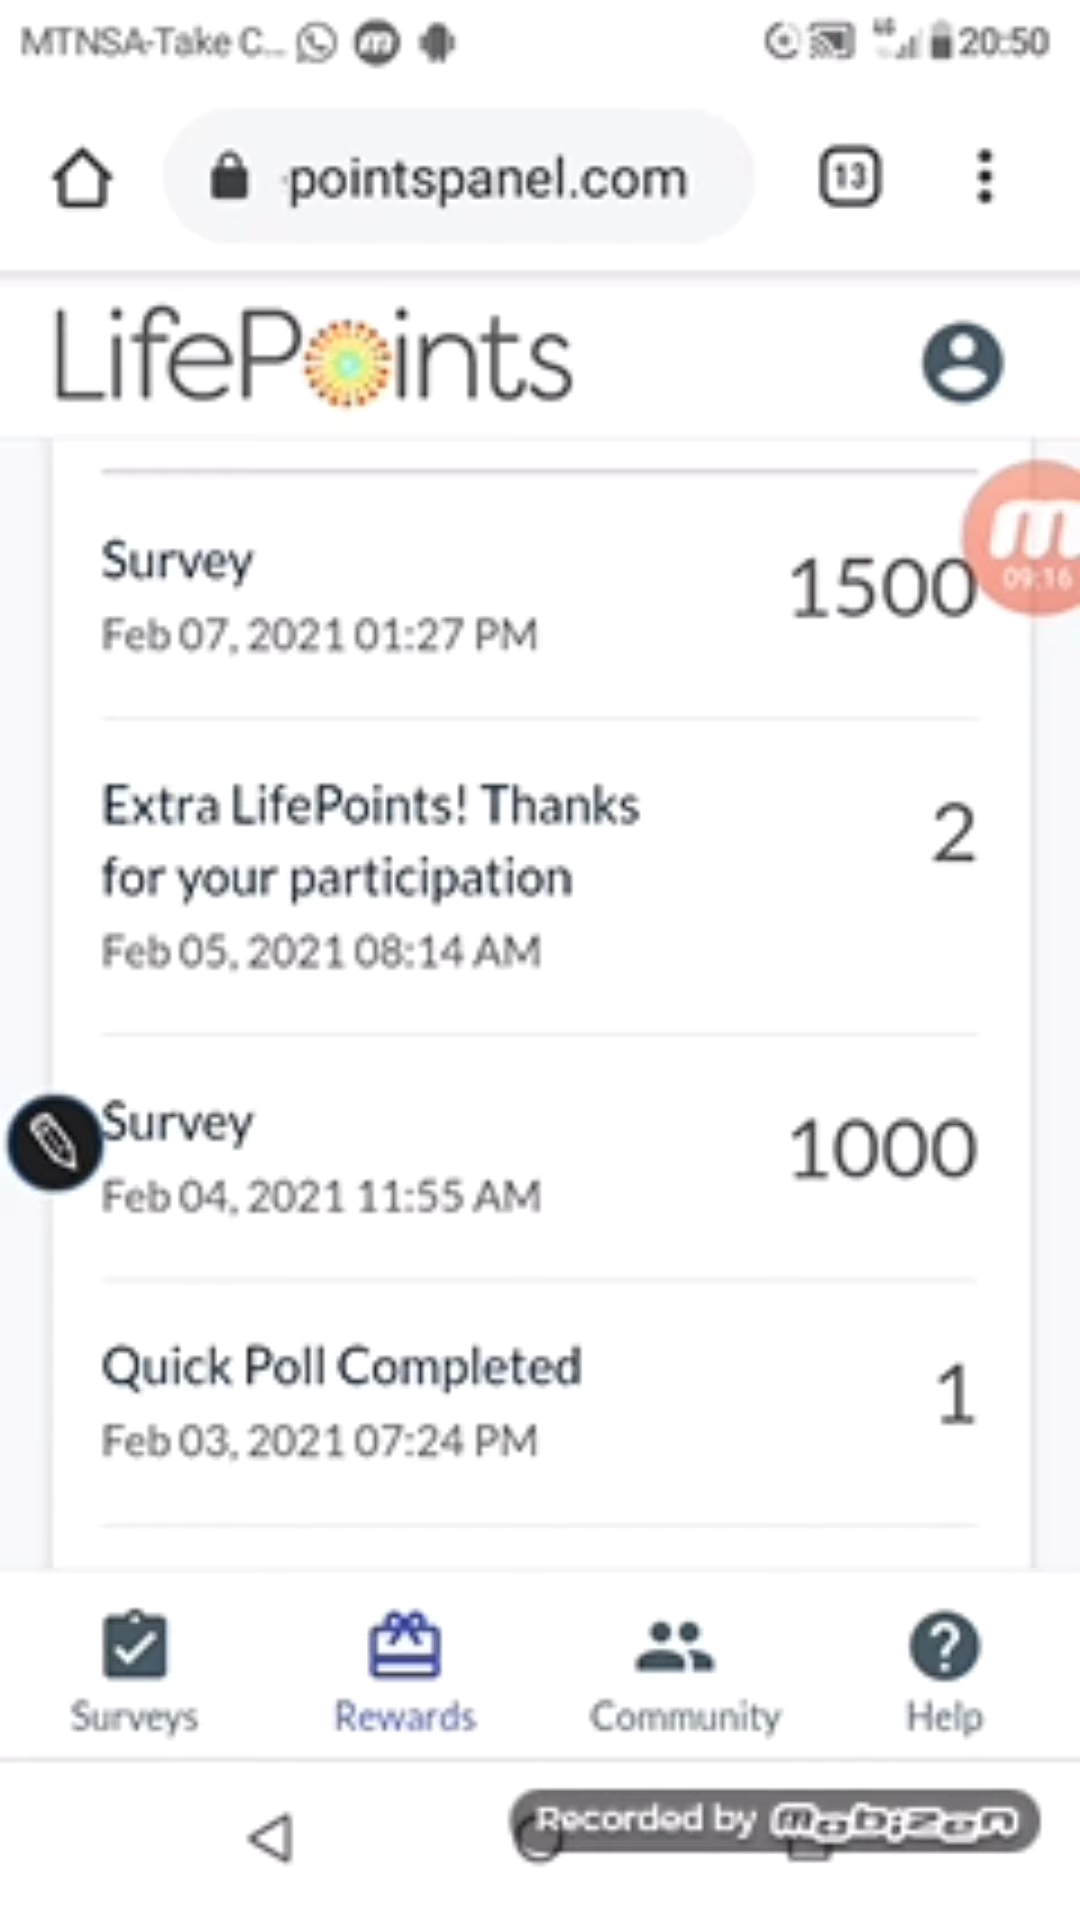 MTNSA-Take C... 20:50
pointspanel.com 13
LifePoints
Survey
1500
m
09:16
Feb 07, 2021 01:27 PM
Extra LifePoints! Thanks
for your participation
2
Feb 05, 2021 08:14 AM
Survey
1000
Feb 04, 2021 11:55 AM
Quick Poll Completed
1
Feb 03, 2021 07:24 PM
Surveys Rewards Community Help
Recorded by Mobizen